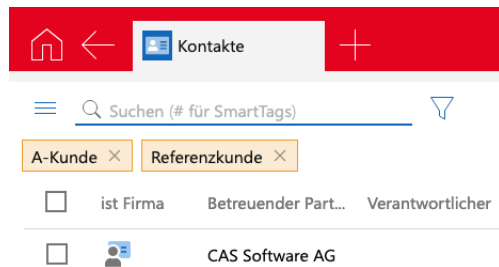 Kontakte
Suchen (# für SmartTags)
A-Kunde × Referenzkunde ×
ist Firma Betreuender Part... Verantwortlicher
CAS Software AG